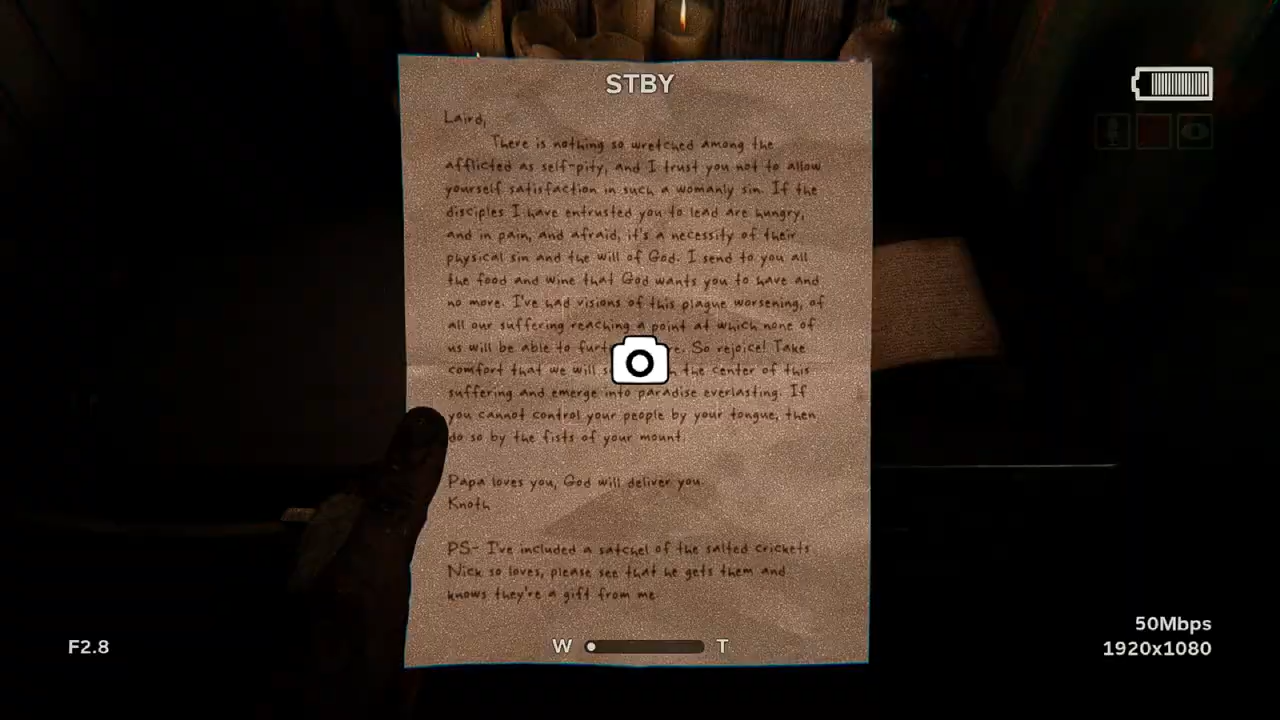 STBY
Laird,
There is nothing so wretched among the
afflicted as self-pity, and I trust you not to allow
yourself satisfaction in such a womanly sin. If the
disciples I have entrusted you to lead are hungry,
and in pain, and afraid, it's a necessity of their
physical sin and the will of God. I send to you all
the food and wine that God wants you to have and
no more. I've had visions of this plague worsening, of
all our suffering reaching a point at which none of
us will be able to So rejoice! Take
comfort that we will the center of this
suffering and emerge into paradise everlasting. If
you cannot control your people by your tongue, then
do so by the fists of your mount.
Papa loves you, God will deliver you.
Knoth
PS- I've included a satchel of the salted crickets
Nick so loves, please see that he gets them and
knows they're a gift from me.
W T
F2.8
50Mbps
1920x1080